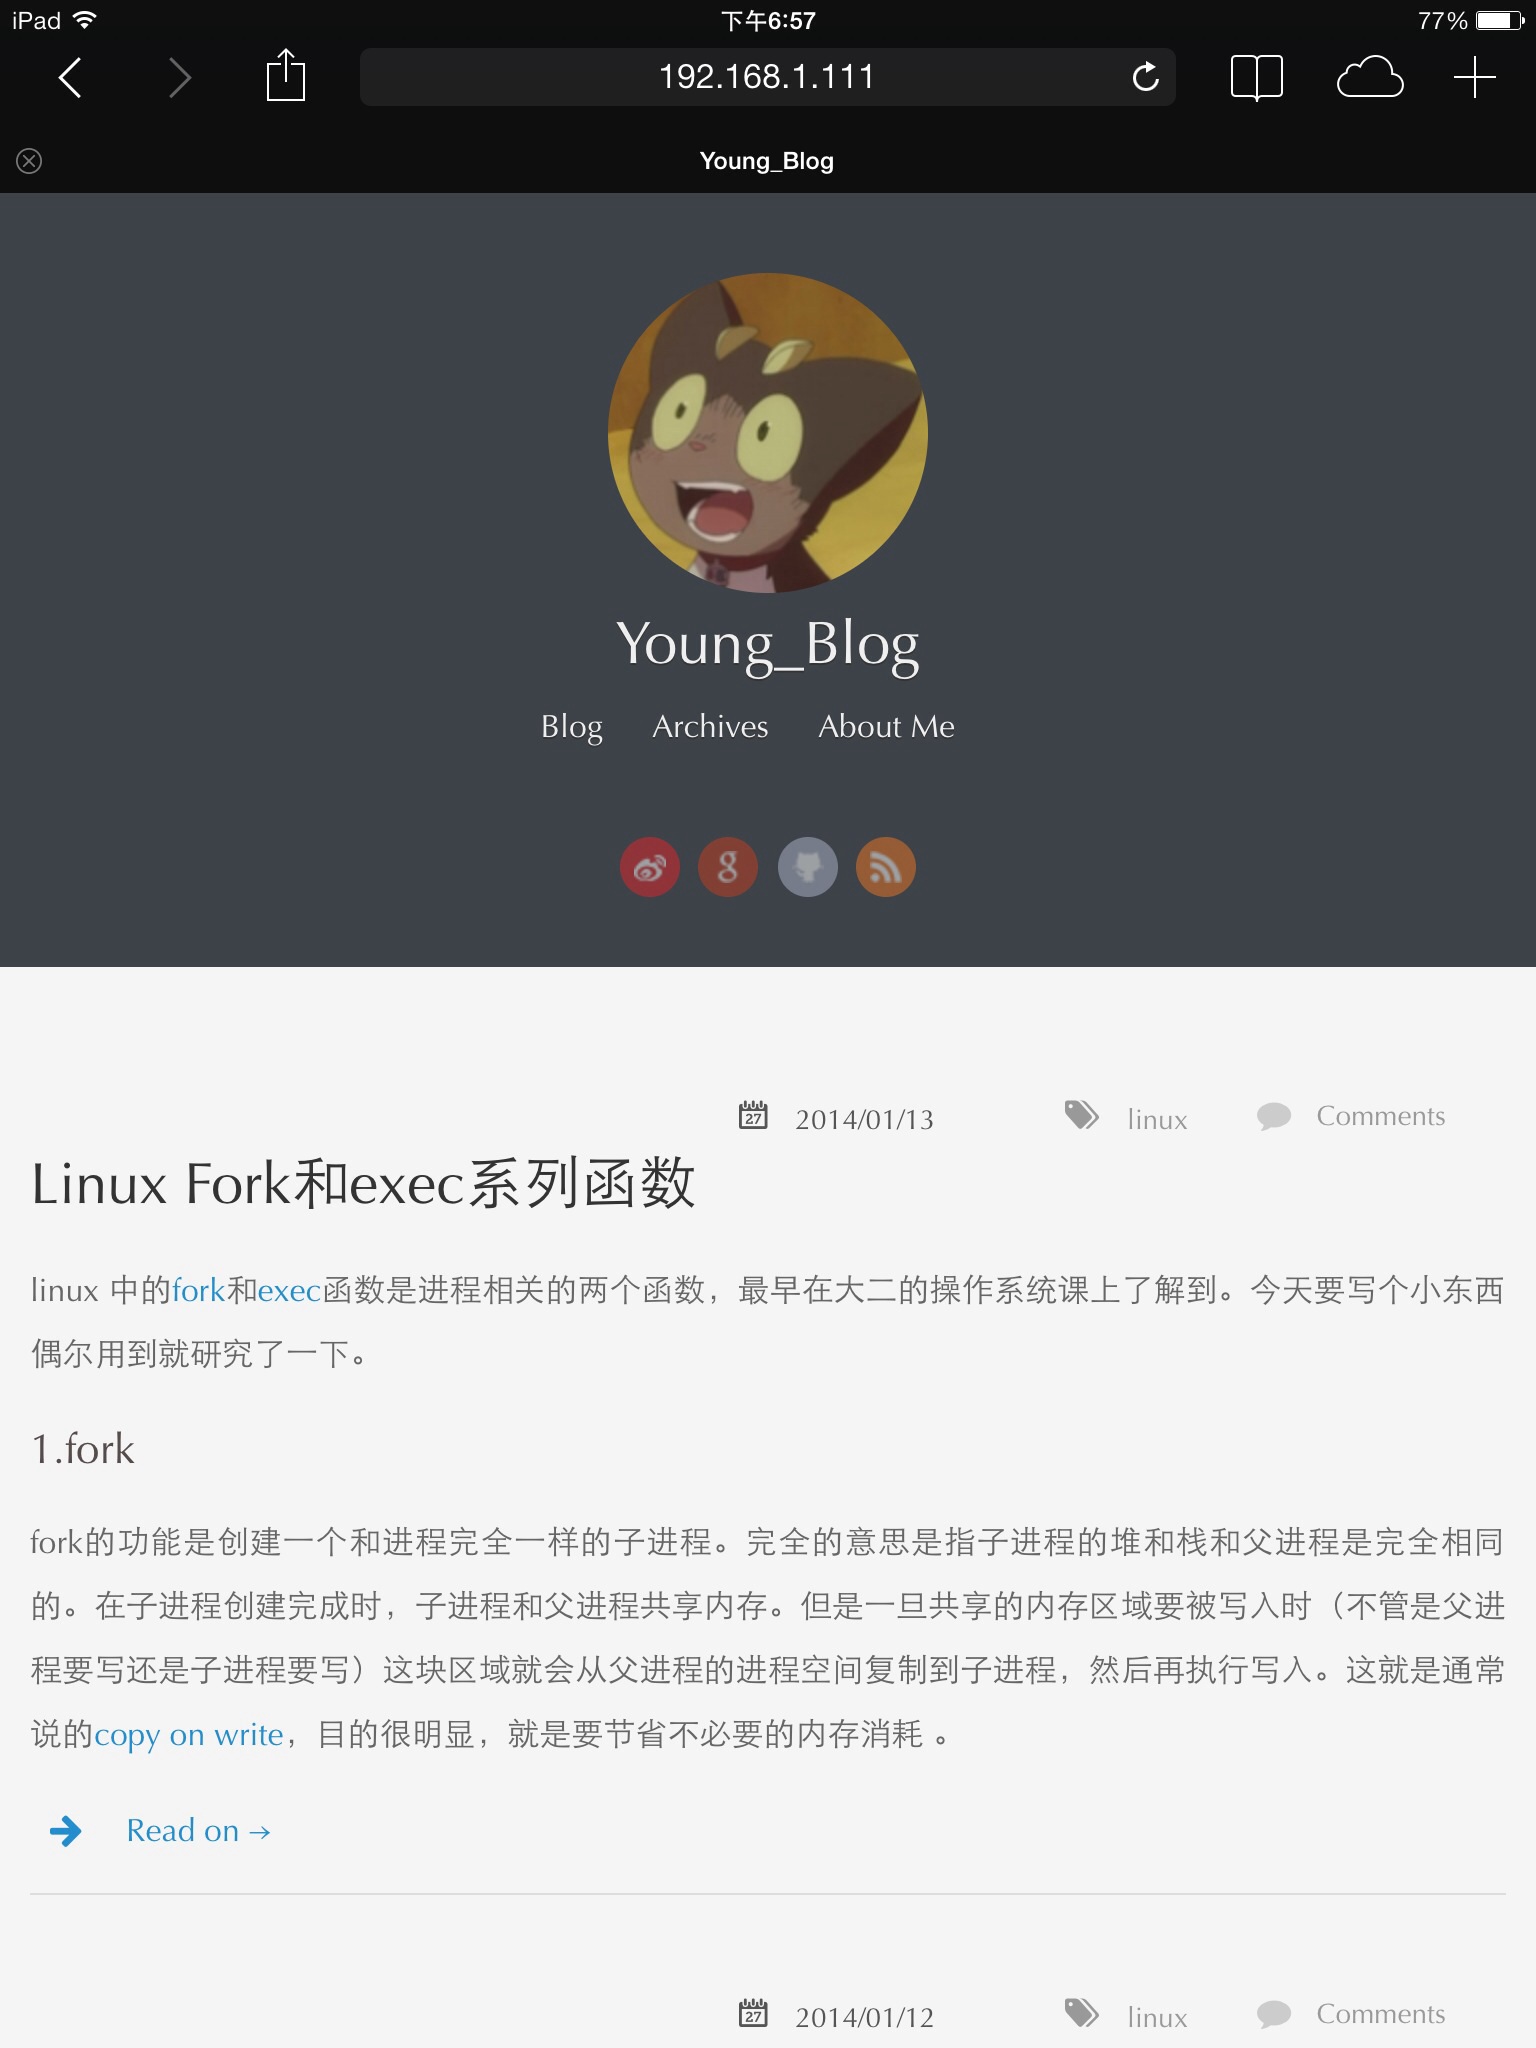 iPad 下午6:57 77%
192.168.1.111
Young_Blog
Young_Blog
Blog Archives About Me
27 2014/01/13 linux Comments
Linux Fork和exec系列函数
linux 中的fork和exec函数是进程相关的两个函数，最早在大二的操作系统课上了解到。今天要写个小东西
偶尔用到就研究了一下。
1.fork
fork的功能是创建一个和进程完全一样的子进程。完全的意思是指子进程的堆和栈和父进程是完全相同
的。在子进程创建完成时，子进程和父进程共享内存。但是一旦共享的内存区域要被写入时（不管是父进
程要写还是子进程要写）这块区域就会从父进程的进程空间复制到子进程，然后再执行写入。这就是通常
说的copy on write，目的很明显，就是要节省不必要的内存消耗 。
Read on →
27 2014/01/12 linux Comments